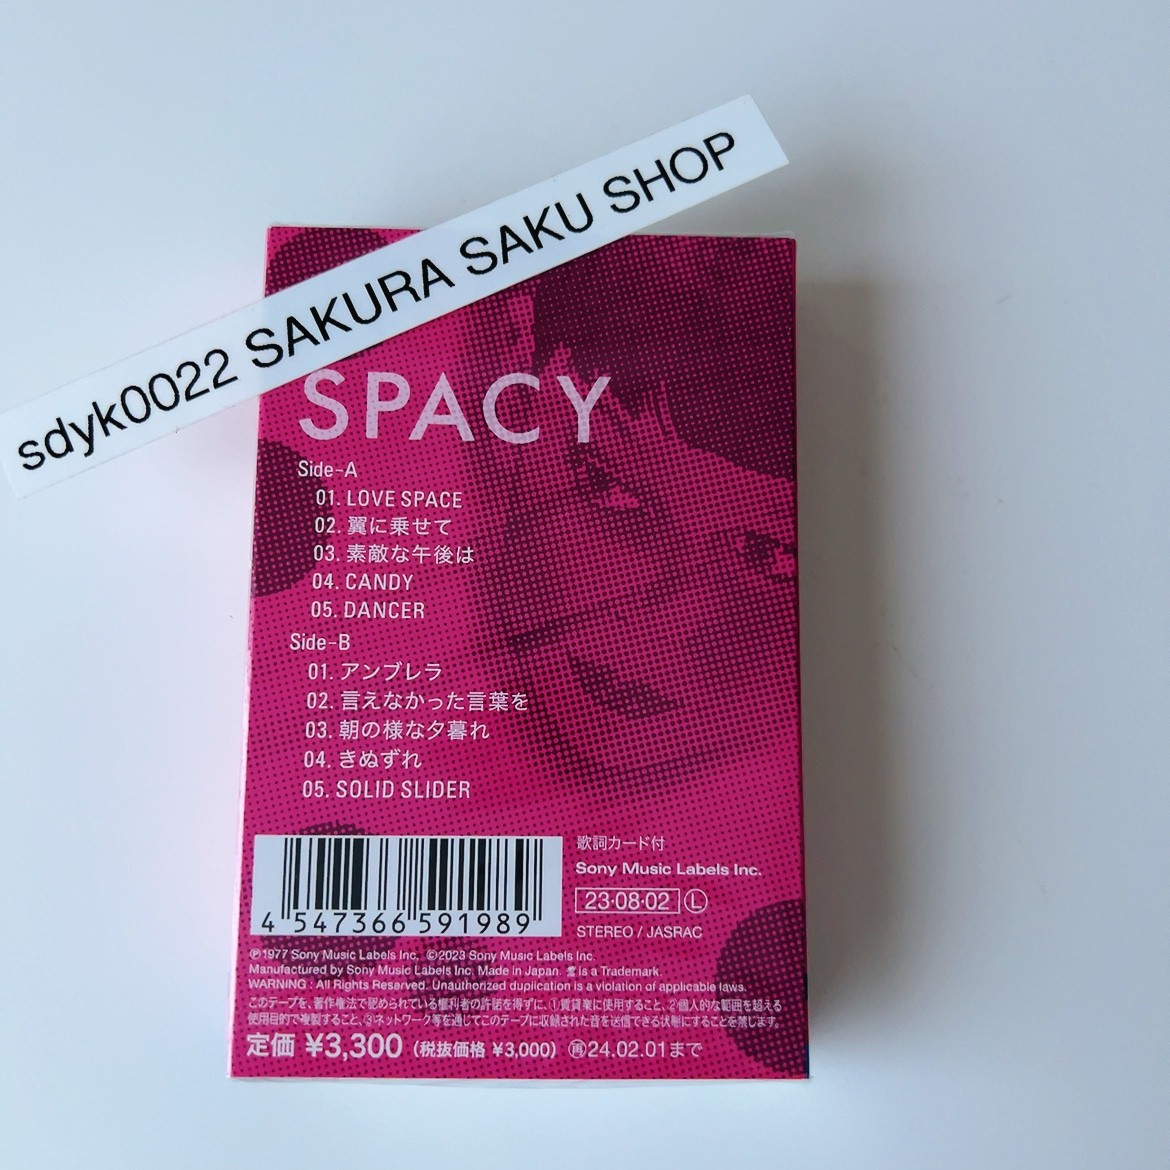 sdyk0022 SAKURA SAKU SHOP
SPACY
Side-A
01. LOVE SPACE
02. 翼に乗せて
03. 素敵な午後は
04. CANDY
05. DANCER
Side-B
01. アンブレラ
02. 言えなかった言葉を
03. 朝の様な夕暮れ
04. きぬずれ
05. SOLID SLIDER
歌詞カード付
Sony Music Labels Inc.
23・08・02 Ⓛ
STEREO / JASRAC
4 547366 591989
Ⓟ1977 Sony Music Labels Inc. ©2023 Sony Music Labels Inc.
Manufactured by Sony Music Labels Inc. Made in Japan. is a Trademark.
WARNING : All Rights Reserved. Unauthorized duplication is a violation of applicable laws.
このテープを、著作権法で認められている権利者の許諾を得ずに、①賃貸業に使用すること、②個人的な範囲を超える
使用目的で複製すること、③ネットワーク等を通じてこのテープに収録された音を送信できる状態にすることを禁じます。
定価 ¥3,300 (税抜価格 ¥3,000) ㊞24.02.01まで